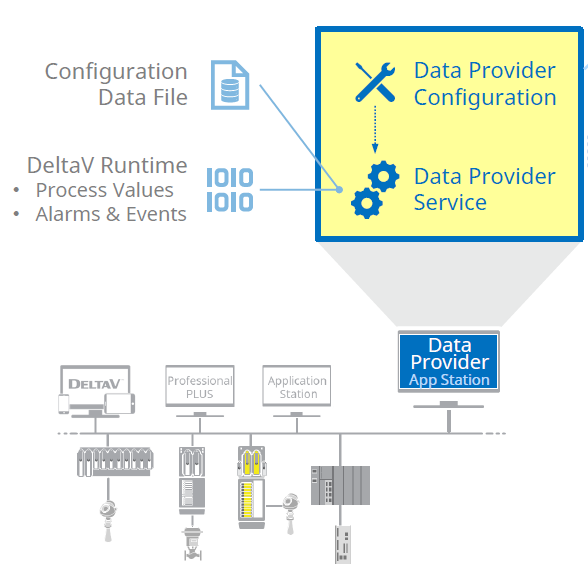 Configuration
Data File
DeltaV Runtime
• Process Values
• Alarms & Events
1010
1010
Data Provider
Configuration
Data Provider
Service
Data
Provider
App Station
DELTAV
Professional
PLUS
Application
Station